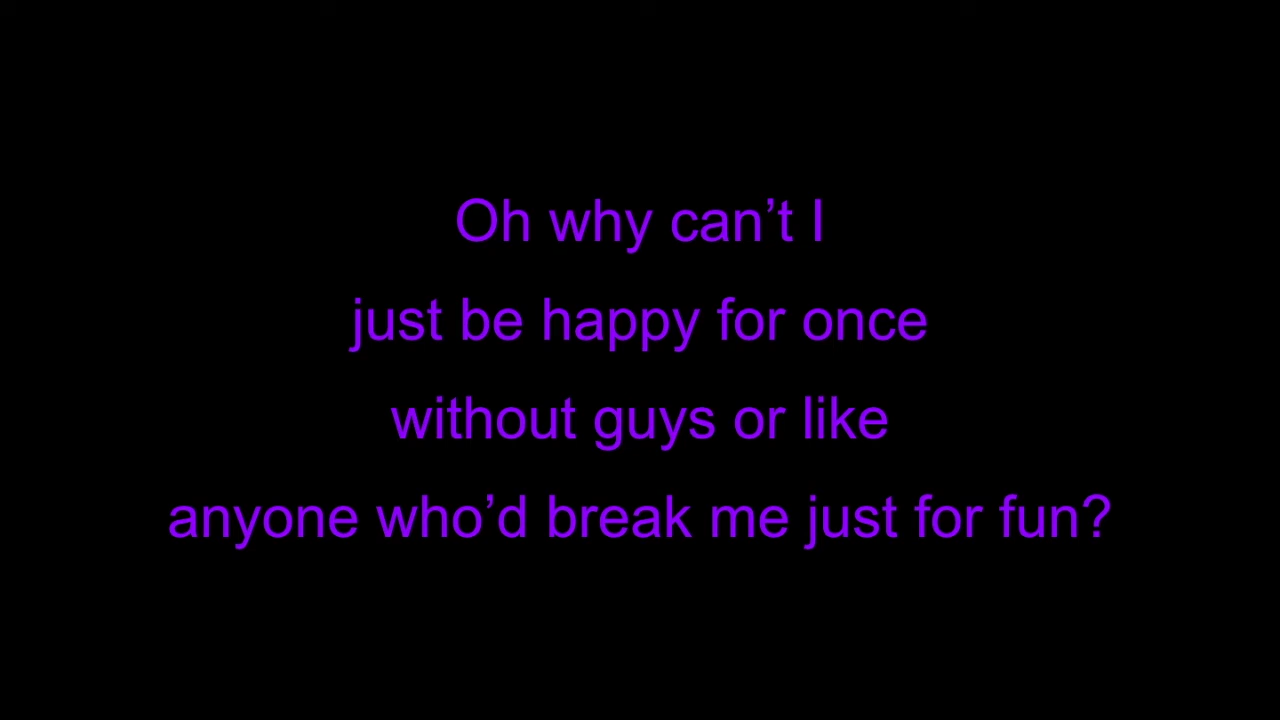 Oh why can’t I
just be happy for once
without guys or like
anyone who’d break me just for fun?